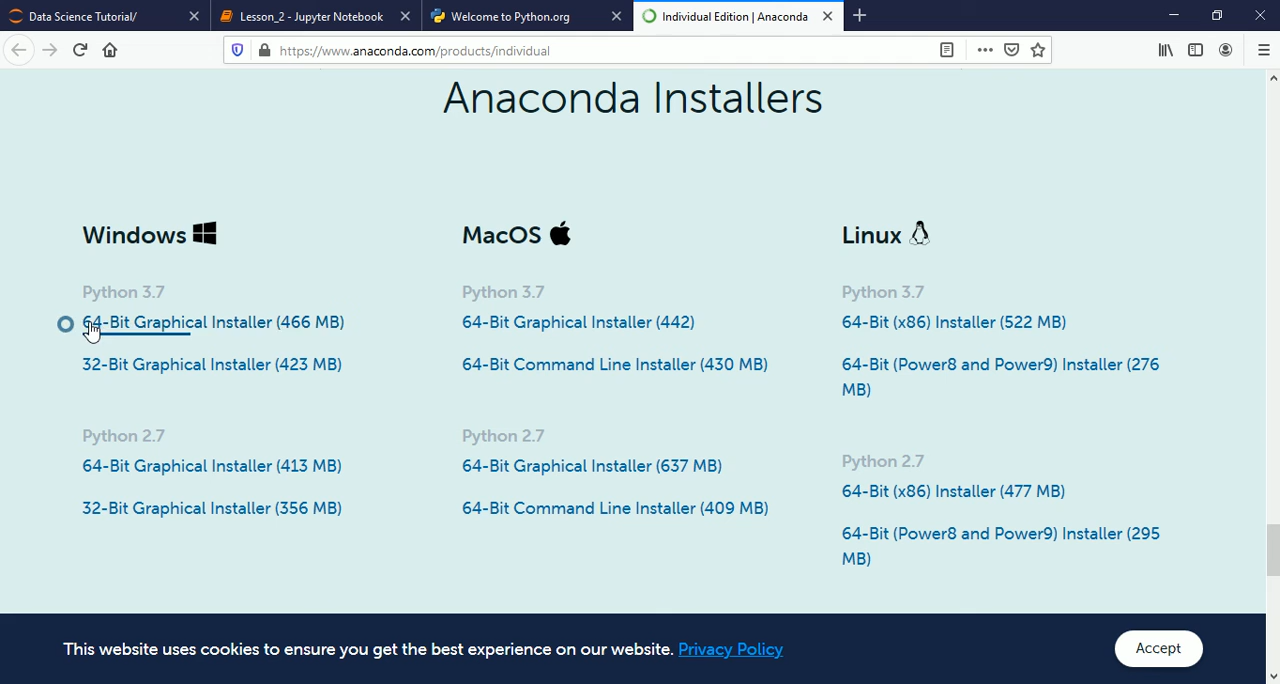 Data Science Tutorial/
Lesson_2 - Jupyter Notebook
Welcome to Python.org
Individual Edition | Anaconda
https://www.anaconda.com/products/individual
Anaconda Installers
Windows
MacOS
Linux
Python 3.7
Python 3.7
Python 3.7
64-Bit Graphical Installer (466 MB)
64-Bit Graphical Installer (442)
64-Bit (x86) Installer (522 MB)
32-Bit Graphical Installer (423 MB)
64-Bit Command Line Installer (430 MB)
64-Bit (Power8 and Power9) Installer (276
MB)
Python 2.7
Python 2.7
Python 2.7
64-Bit Graphical Installer (413 MB)
64-Bit Graphical Installer (637 MB)
64-Bit (x86) Installer (477 MB)
32-Bit Graphical Installer (356 MB)
64-Bit Command Line Installer (409 MB)
64-Bit (Power8 and Power9) Installer (295
MB)
This website uses cookies to ensure you get the best experience on our website. Privacy Policy
Accept